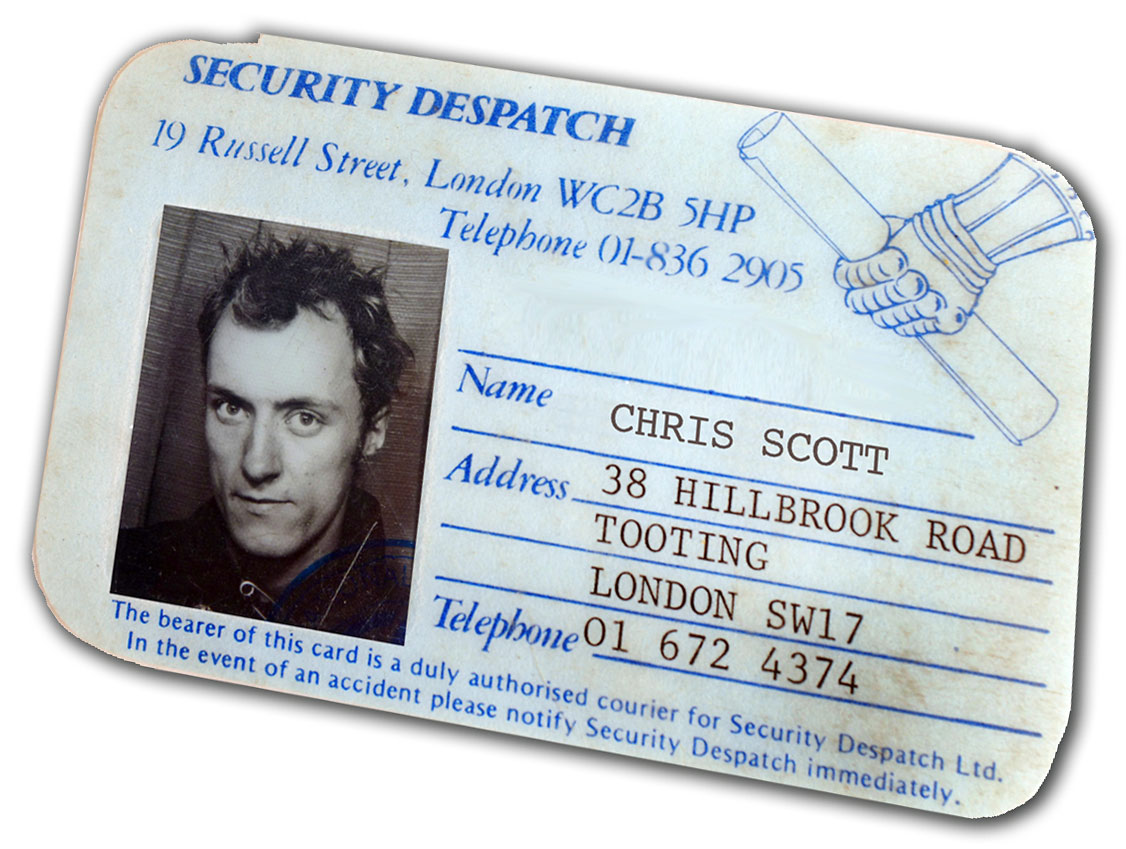 SECURITY DESPATCH
19 Russell Street, London WC2B 5HP
Telephone 01-836 2905
Name CHRIS SCOTT
Address 38 HILLBROOK ROAD
TOOTING
LONDON SW17
Telephone 01 672 4374
The bearer of this card is a duly authorised courier for Security Despatch Ltd.
In the event of an accident please notify Security Despatch immediately.